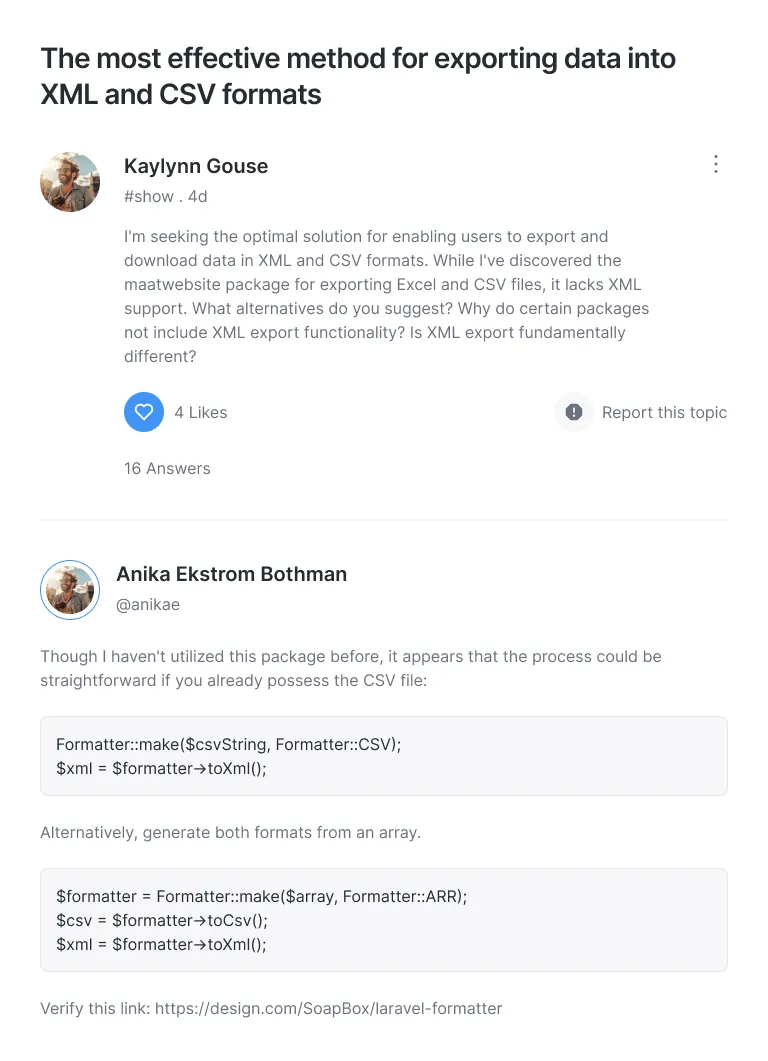 The most effective method for exporting data into
XML and CSV formats
Kaylynn Gouse
#show . 4d
I'm seeking the optimal solution for enabling users to export and
download data in XML and CSV formats. While I've discovered the
maatwebsite package for exporting Excel and CSV files, it lacks XML
support. What alternatives do you suggest? Why do certain packages
not include XML export functionality? Is XML export fundamentally
different?
4 Likes
Report this topic
16 Answers
Anika Ekstrom Bothman
@anikae
Though I haven't utilized this package before, it appears that the process could be
straightforward if you already possess the CSV file:
Formatter::make($csvString, Formatter::CSV);
$xml = $formatter→toXml();
Alternatively, generate both formats from an array.
$formatter = Formatter::make($array, Formatter::ARR);
$csv = $formatter→toCsv();
$xml = $formatter→toXml();
Verify this link: https://design.com/SoapBox/laravel-formatter